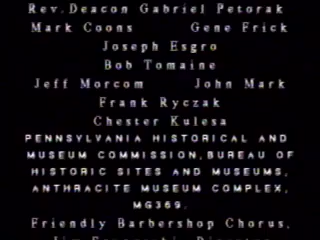 Rev. Deacon Gabriel Petorak
Mark Coons Gene Frick
Joseph Esgro
Bob Tomaine
Jeff Morcom John Mark
Frank Ryczak
Chester Kulesa
PENNSYLVANIA HISTORICAL AND
MUSEUM COMMISSION, BUREAU OF
HISTORIC SITES AND MUSEUMS,
ANTHRACITE MUSEUM COMPLEX,
MG369.
Friendly Barbershop Chorus,
Jim